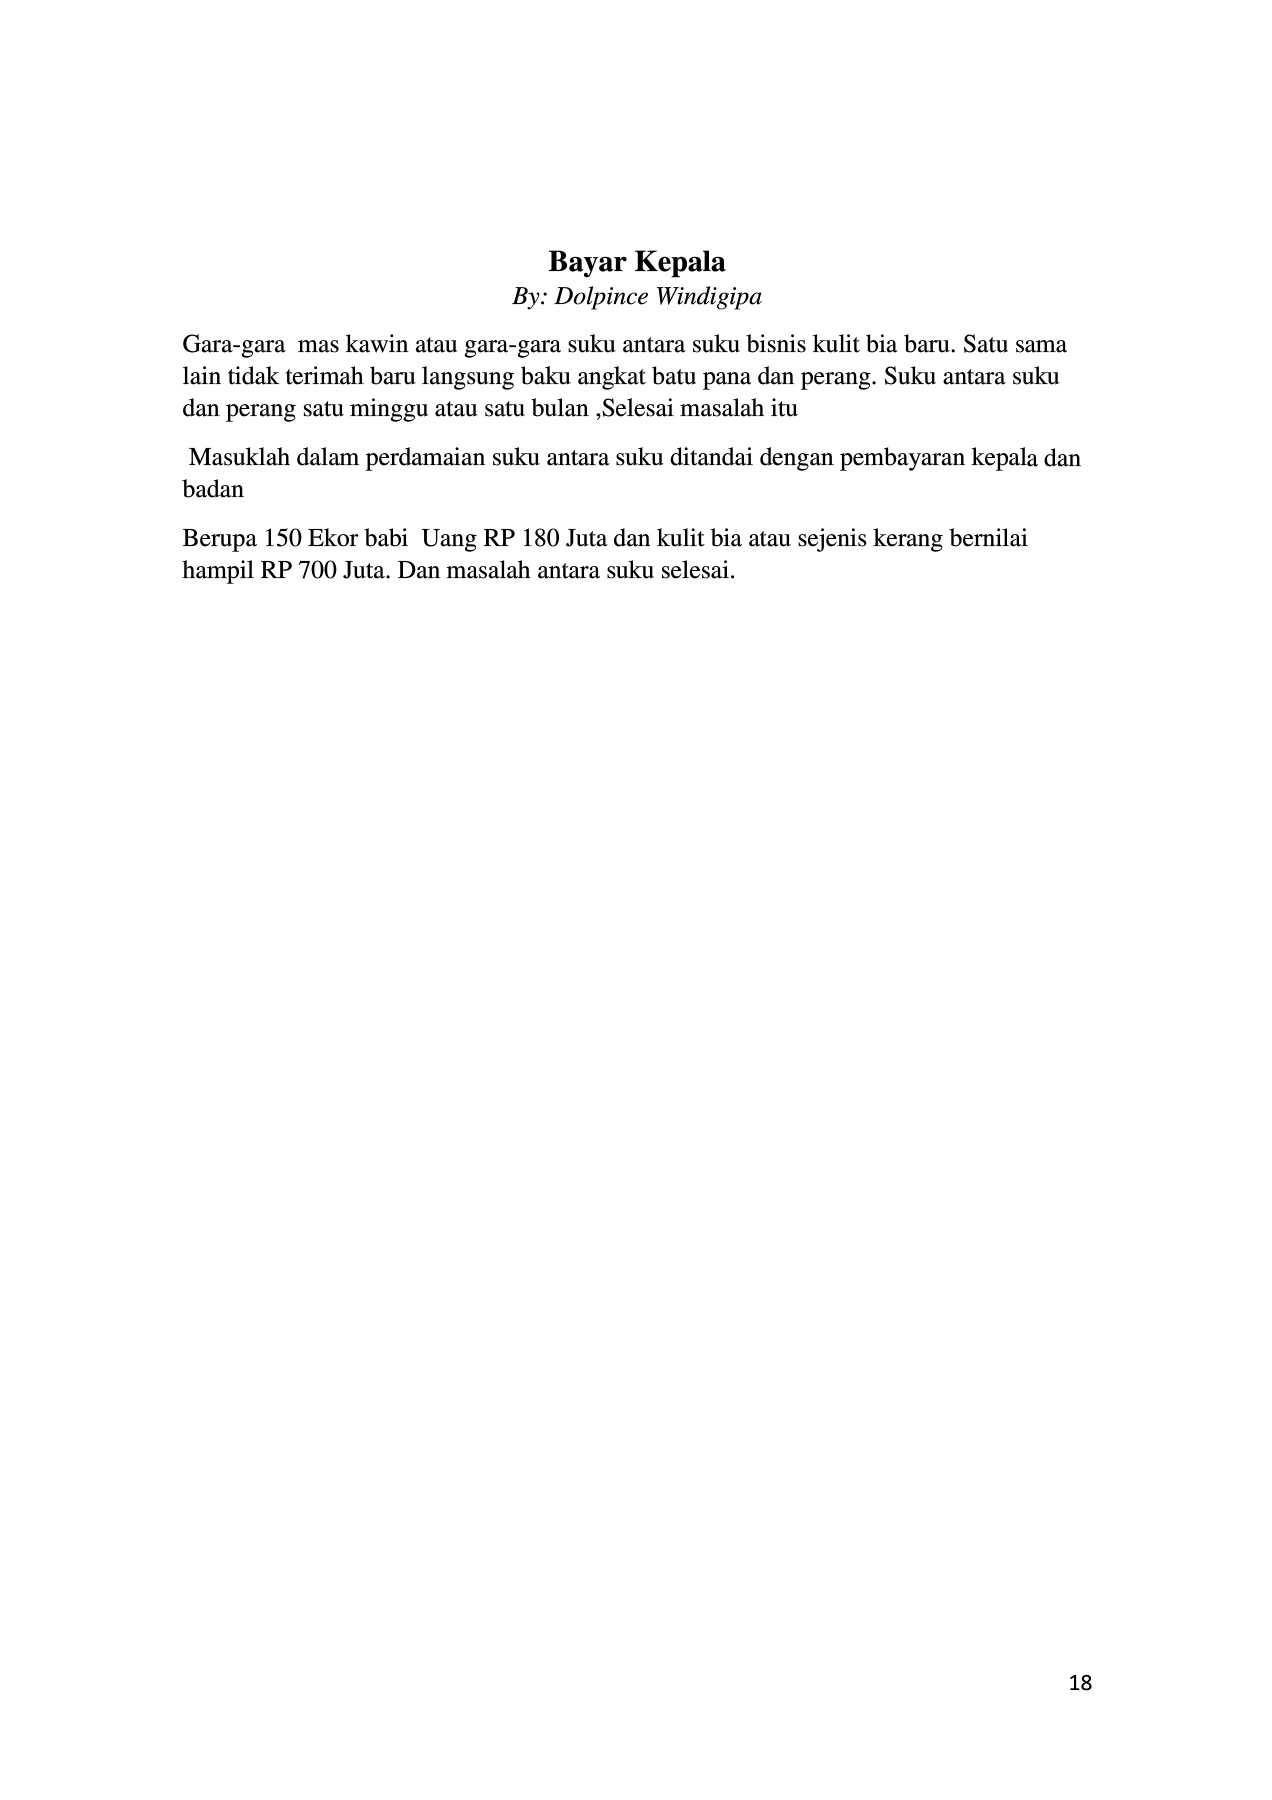 Bayar Kepala
By: Dolpince Windigipa
Gara-gara  mas kawin atau gara-gara suku antara suku bisnis kulit bia baru. Satu sama
lain tidak terimah baru langsung baku angkat batu pana dan perang. Suku antara suku
dan perang satu minggu atau satu bulan ,Selesai masalah itu
Masuklah dalam perdamaian suku antara suku ditandai dengan pembayaran kepala dan
badan
Berupa 150 Ekor babi  Uang RP 180 Juta dan kulit bia atau sejenis kerang bernilai
hampil RP 700 Juta. Dan masalah antara suku selesai.
18